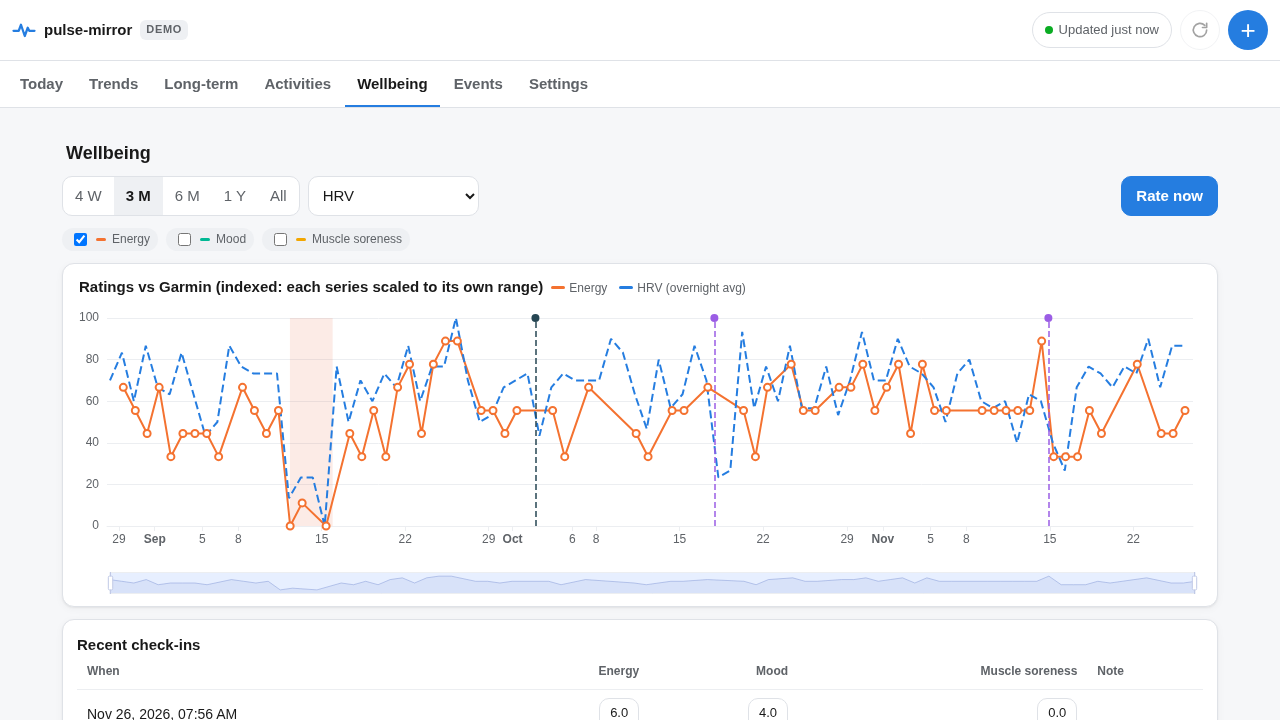 pulse-mirror DEMO Updated just now
Today Trends Long-term Activities Wellbeing Events Settings
Wellbeing
4 W 3 M 6 M 1 Y All HRV Rate now
Energy Mood Muscle soreness
Ratings vs Garmin (indexed: each series scaled to its own range) Energy HRV (overnight avg)
100
80
60
40
20
0
29 Sep 5 8 15 22 29 Oct 6 8 15 22 29 Nov 5 8 15 22
Recent check-ins
When Energy Mood Muscle soreness Note
Nov 26, 2026, 07:56 AM 6.0 4.0 0.0